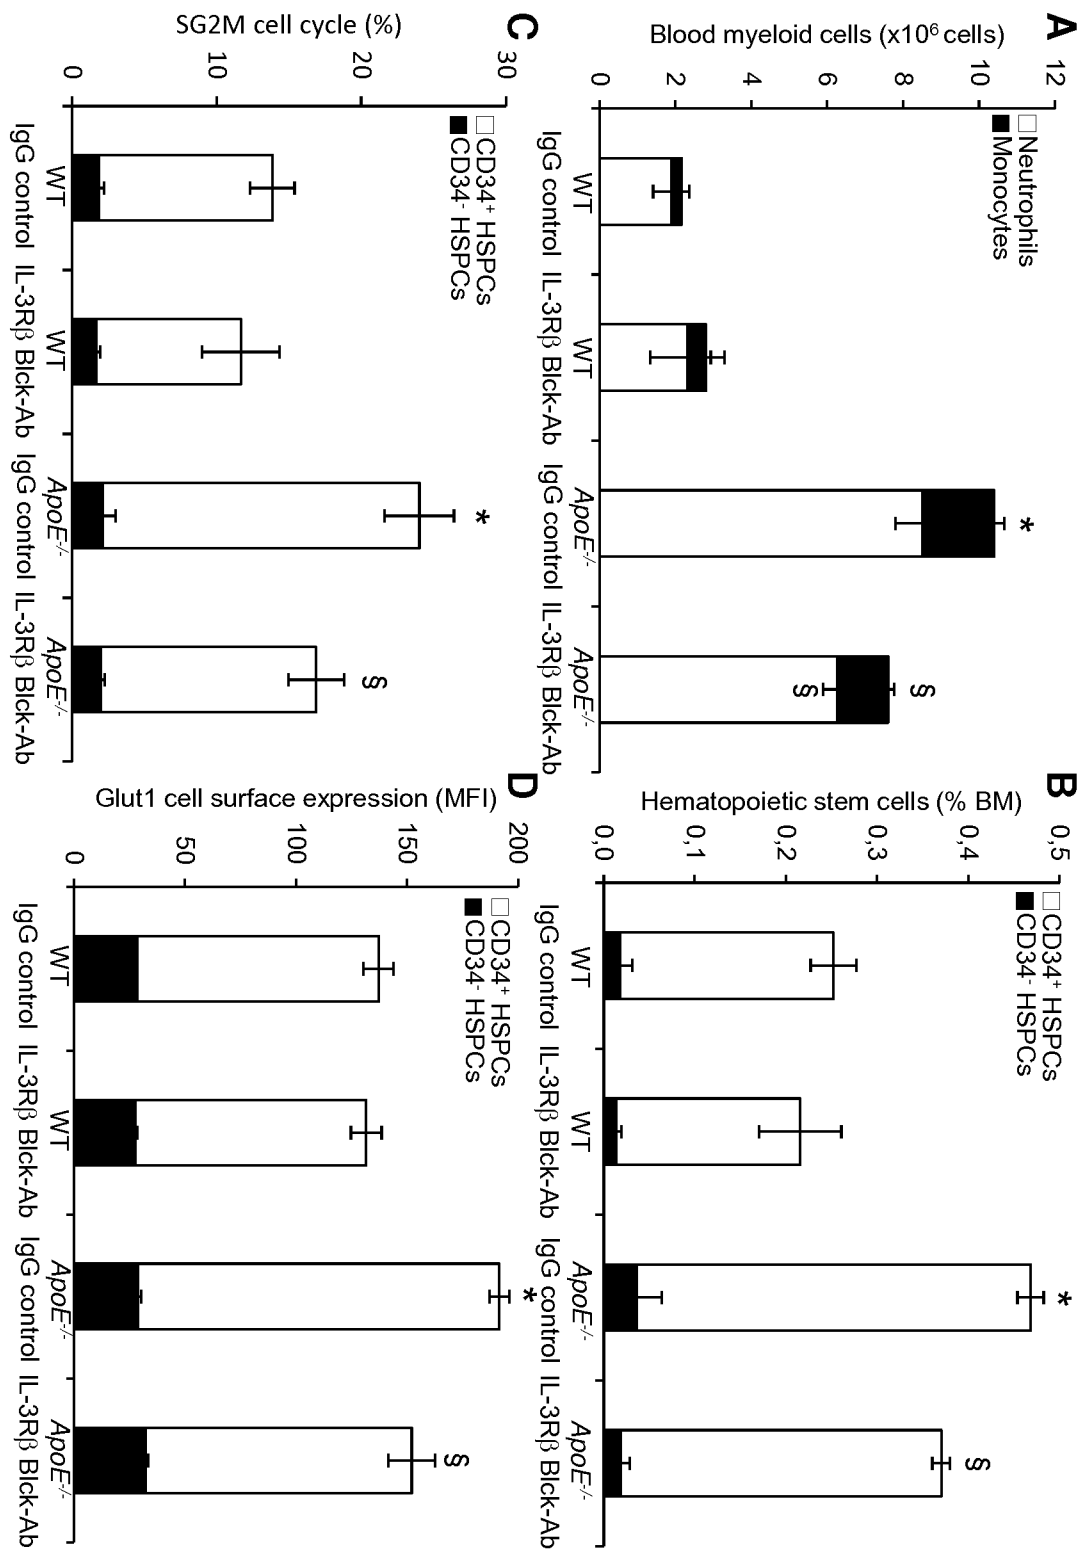 A
Blood myeloid cells (x10⁶ cells)
12
10
8
6
4
2
0
Neutrophils
Monocytes
WT
IgG control
WT
IL-3Rβ Blck-Ab
*
ApoE-/-
IgG control
§
§
ApoE-/-
IL-3Rβ Blck-Ab
B
Hematopoietic stem cells (% BM)
0,5
0,4
0,3
0,2
0,1
0,0
CD34⁺ HSPCs
CD34⁻ HSPCs
WT
IgG control
WT
IL-3Rβ Blck-Ab
*
ApoE-/-
IgG control
§
ApoE-/-
IL-3Rβ Blck-Ab
C
SG2M cell cycle (%)
30
20
10
0
CD34⁺ HSPCs
CD34⁻ HSPCs
WT
IgG control
WT
IL-3Rβ Blck-Ab
*
ApoE-/-
IgG control
§
ApoE-/-
IL-3Rβ Blck-Ab
D
Glut1 cell surface expression (MFI)
200
150
100
50
0
CD34⁺ HSPCs
CD34⁻ HSPCs
WT
IgG control
WT
IL-3Rβ Blck-Ab
*
ApoE-/-
IgG control
§
ApoE-/-
IL-3Rβ Blck-Ab